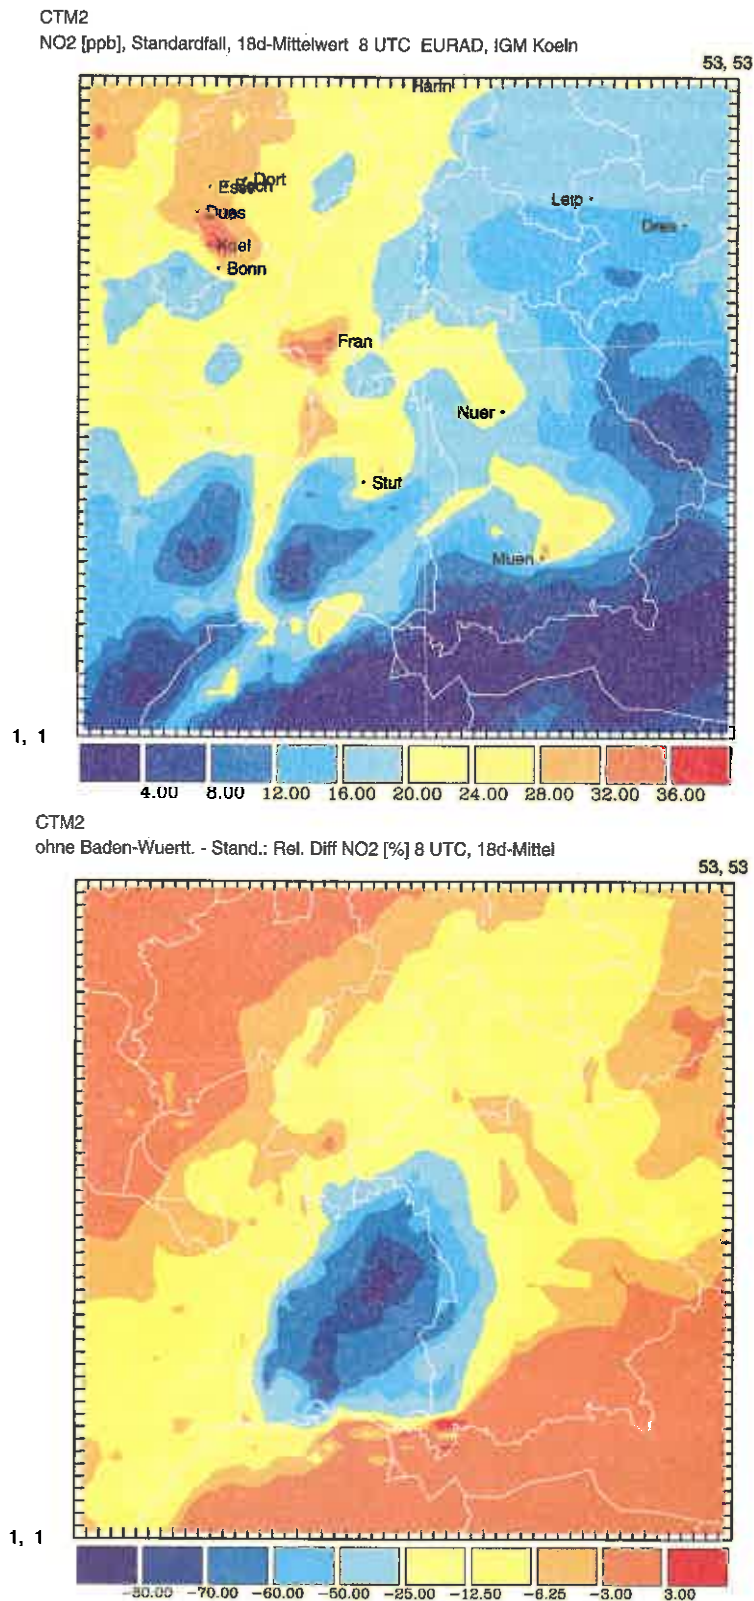 CTM2
NO2 [ppb], Standardfall, 18d-Mittelwert 8 UTC EURAD, IGM Koeln
53, 53
Hann
Dort
Essen
Boch
Leip
Dues
Dres
Koel
Bonn
Fran
Nuer
Stut
Muen
1, 1
4.00 8.00 12.00 16.00 20.00 24.00 28.00 32.00 36.00
CTM2
ohne Baden-Wuertt. - Stand.: Rel. Diff NO2 [%] 8 UTC, 18d-Mittel
53, 53
1, 1
-80.00 -70.00 -60.00 -50.00 -25.00 -12.50 -6.25 -3.00 3.00